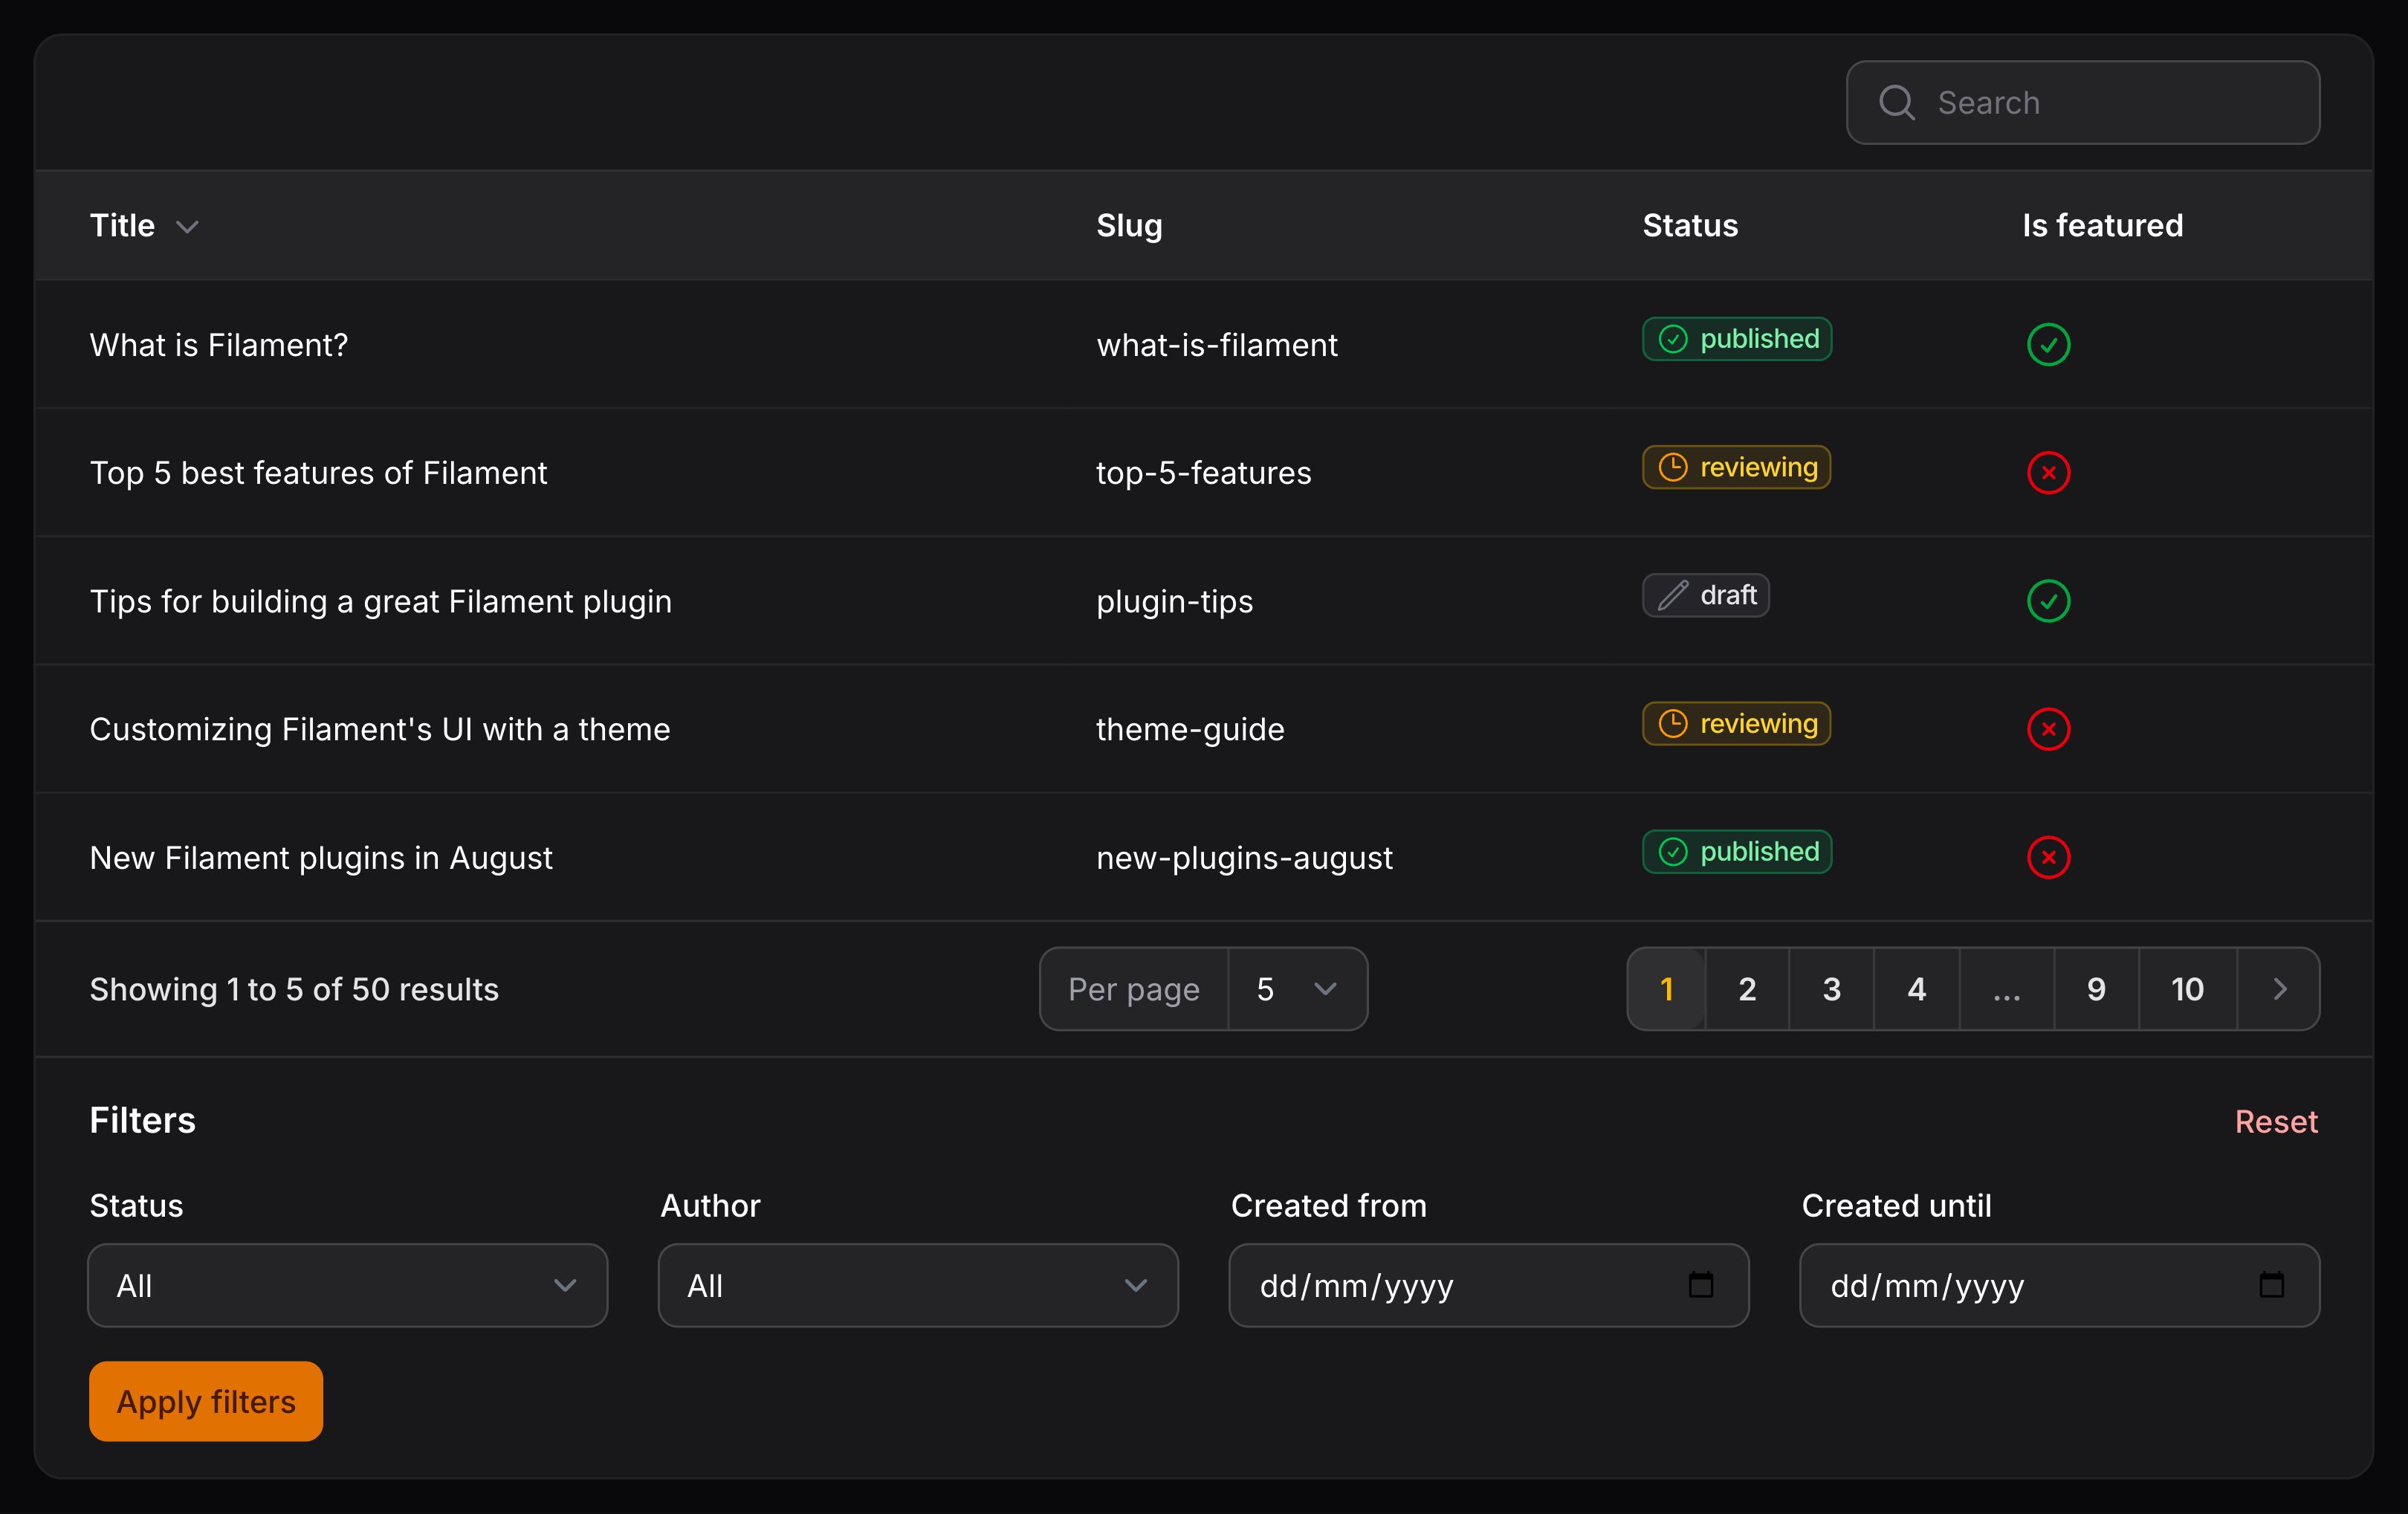 Search
Title Slug Status Is featured
What is Filament? what-is-filament published
Top 5 best features of Filament top-5-features reviewing
Tips for building a great Filament plugin plugin-tips draft
Customizing Filament's UI with a theme theme-guide reviewing
New Filament plugins in August new-plugins-august published
Showing 1 to 5 of 50 results Per page 5 1 2 3 4 ... 9 10
Filters Reset
Status Author Created from Created until
All All dd/mm/yyyy dd/mm/yyyy
Apply filters